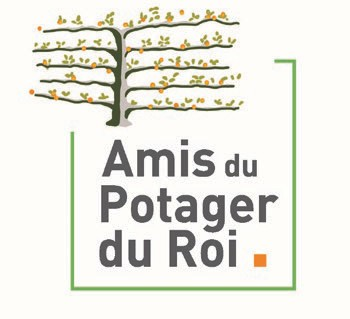 Amis du
Potager
du Roi.